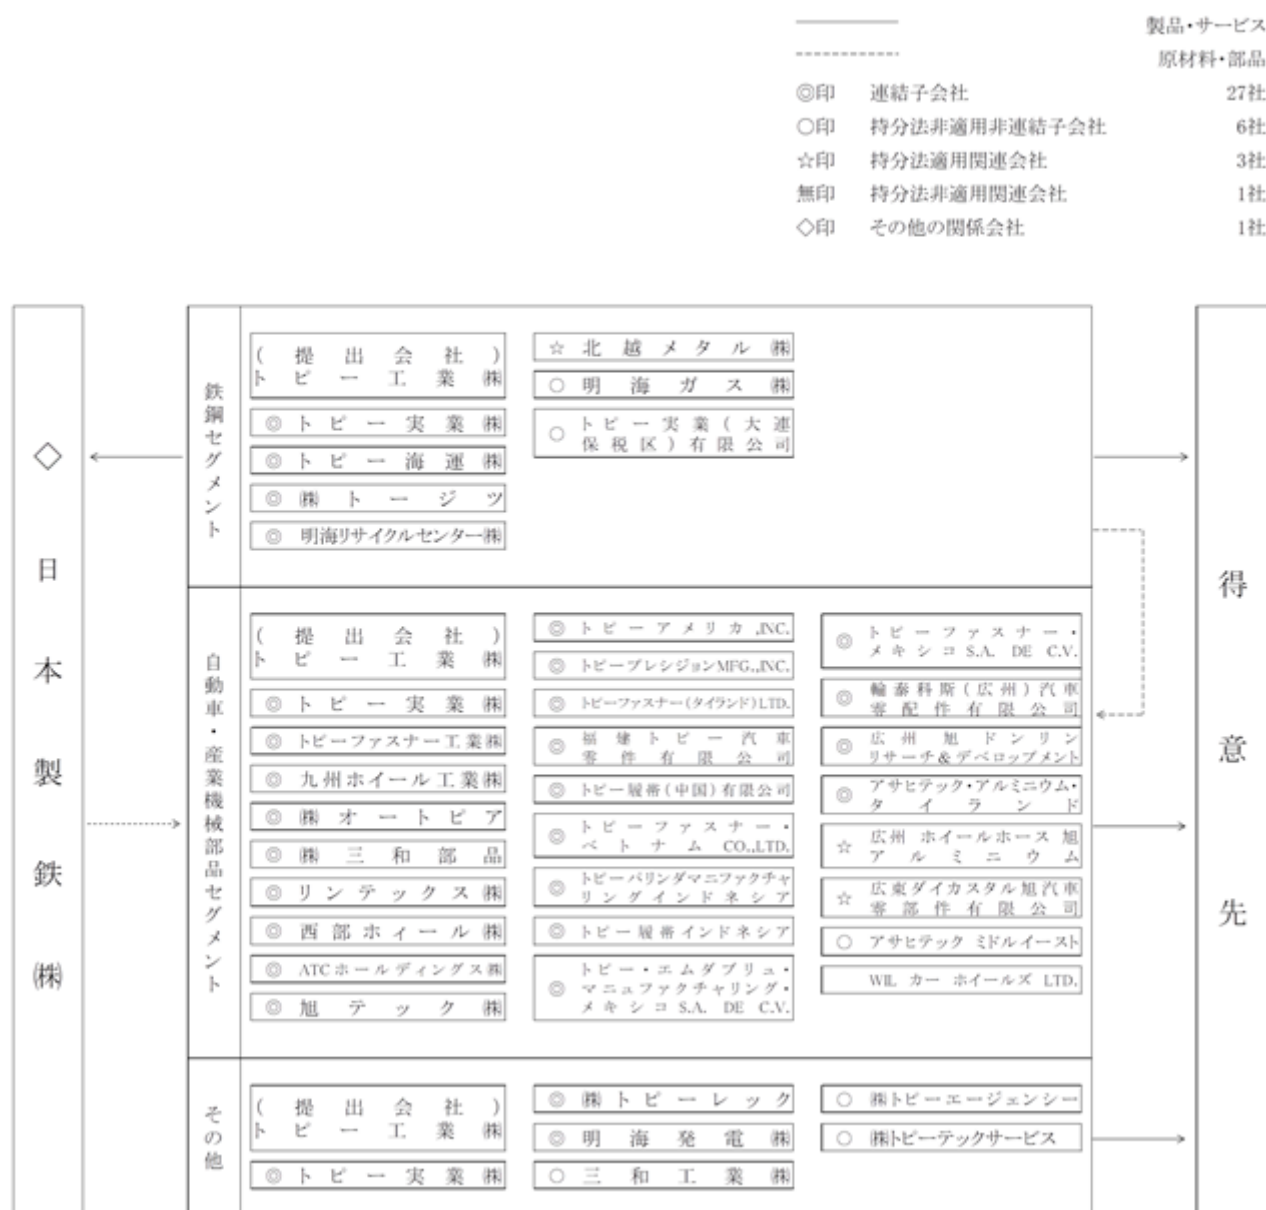 製品・サービス
原材料・部品
◎印 連結子会社 27社
○印 持分法非適用非連結子会社 6社
☆印 持分法適用関連会社 3社
無印 持分法非適用関連会社 1社
◇印 その他の関係会社 1社
◇日本製鉄㈱
鉄鋼セグメント
(提出会社)
トピー工業㈱
◎ トピー実業㈱
◎ トピー海運㈱
◎ ㈱トージツ
◎ 明海リサイクルセンター㈱
☆ 北越メタル㈱
○ 明海ガス㈱
○ トピー実業(大連
保税区)有限公司
自動車・産業機械部品セグメント
(提出会社)
トピー工業㈱
◎ トピー実業㈱
◎ トピーファスナー工業㈱
◎ 九州ホイール工業㈱
◎ ㈱オートピア
◎ ㈱三和部品
◎ リンテックス㈱
◎ 西部ホィール㈱
◎ ATCホールディングス㈱
◎ 旭テック㈱
◎ トピーアメリカ,INC.
◎ トピープレシジョンMFG.,INC.
◎ トピーファスナー(タイランド)LTD.
◎ 福建トピー汽車
零件有限公司
◎ トピー履帯(中国)有限公司
◎ トピーファスナー・
ベトナム CO.,LTD.
◎ トピーパリンダマニファクチャ
リングインドネシア
◎ トピー履帯インドネシア
◎ トピー・エムダブリュ・
マニュファクチャリング・
メキシコ S.A. DE C.V.
◎ トピーファスナー・
メキシコ S.A. DE C.V.
◎ 輪泰科斯(広州)汽車
零配件有限公司
◎ 広州旭ドンリン
リサーチ&デベロップメント
◎ アサヒテック・アルミニウム・
タイランド
☆ 広州 ホイールホース 旭
アルミニウム
☆ 広東ダイカスタル旭汽車
零部件有限公司
○ アサヒテック ミドルイースト
WIL カー ホイールズ LTD.
その他
(提出会社)
トピー工業㈱
◎ トピー実業㈱
◎ ㈱トピーレック
◎ 明海発電㈱
○ 三和工業㈱
○ ㈱トピーエージェンシー
○ ㈱トピーテックサービス
得意先